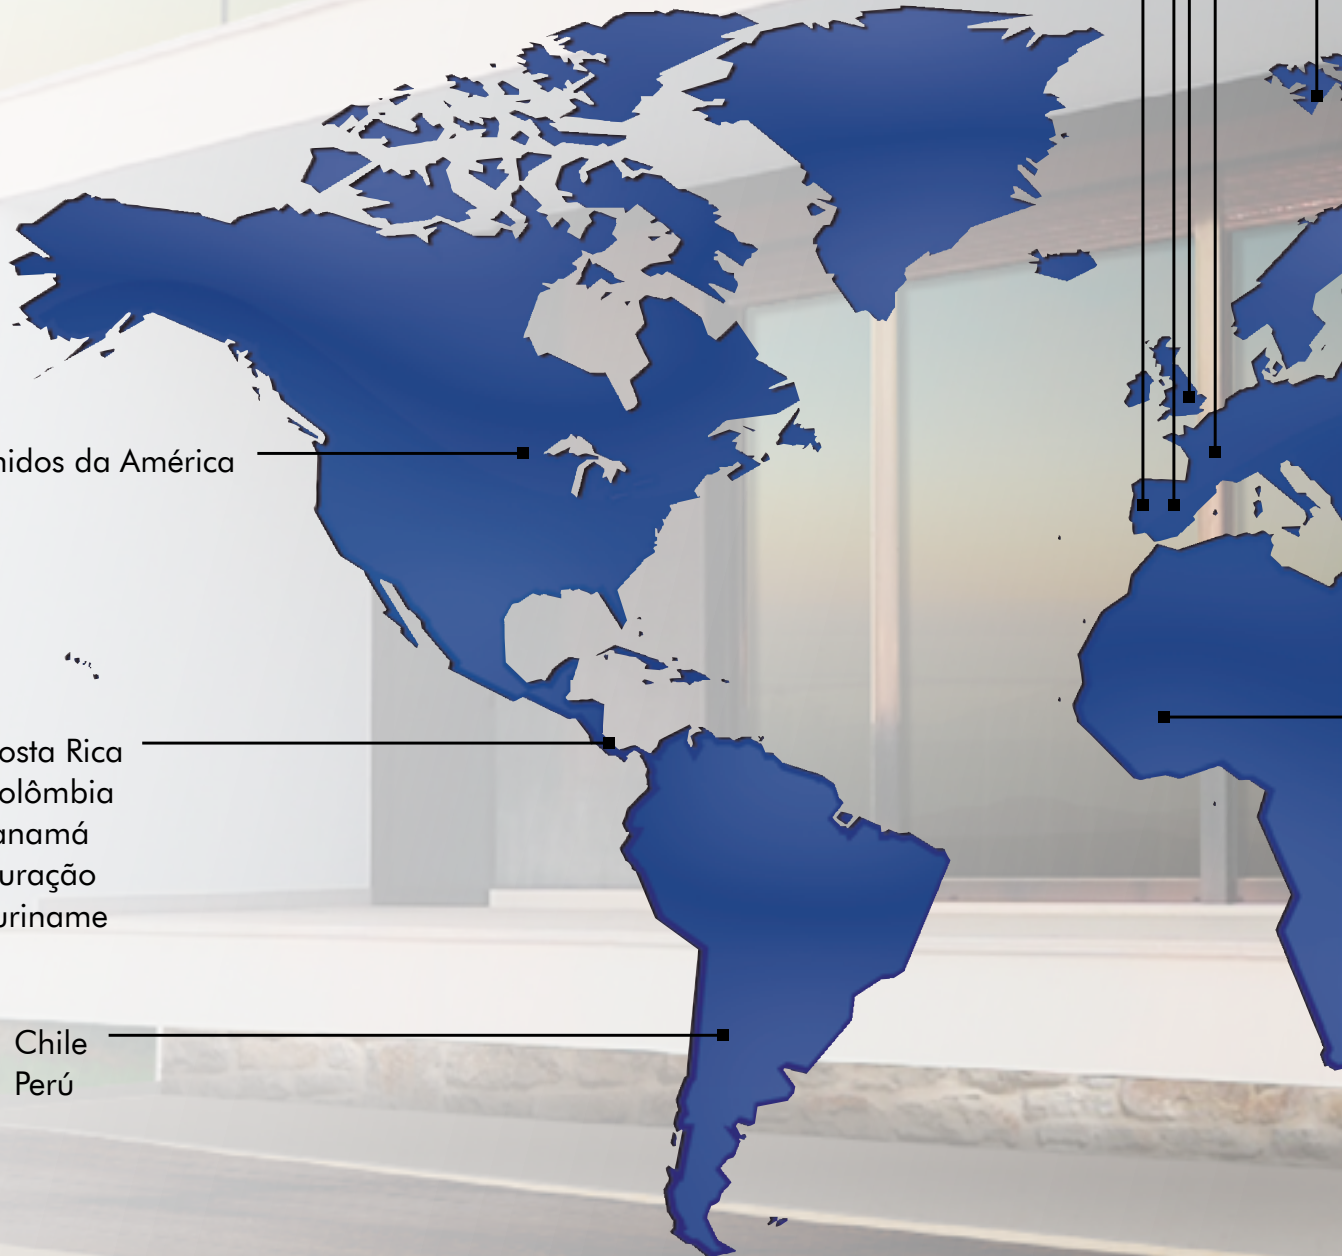 nidos da América
osta Rica
olômbia
anamá
uração
uriname
Chile
Perú